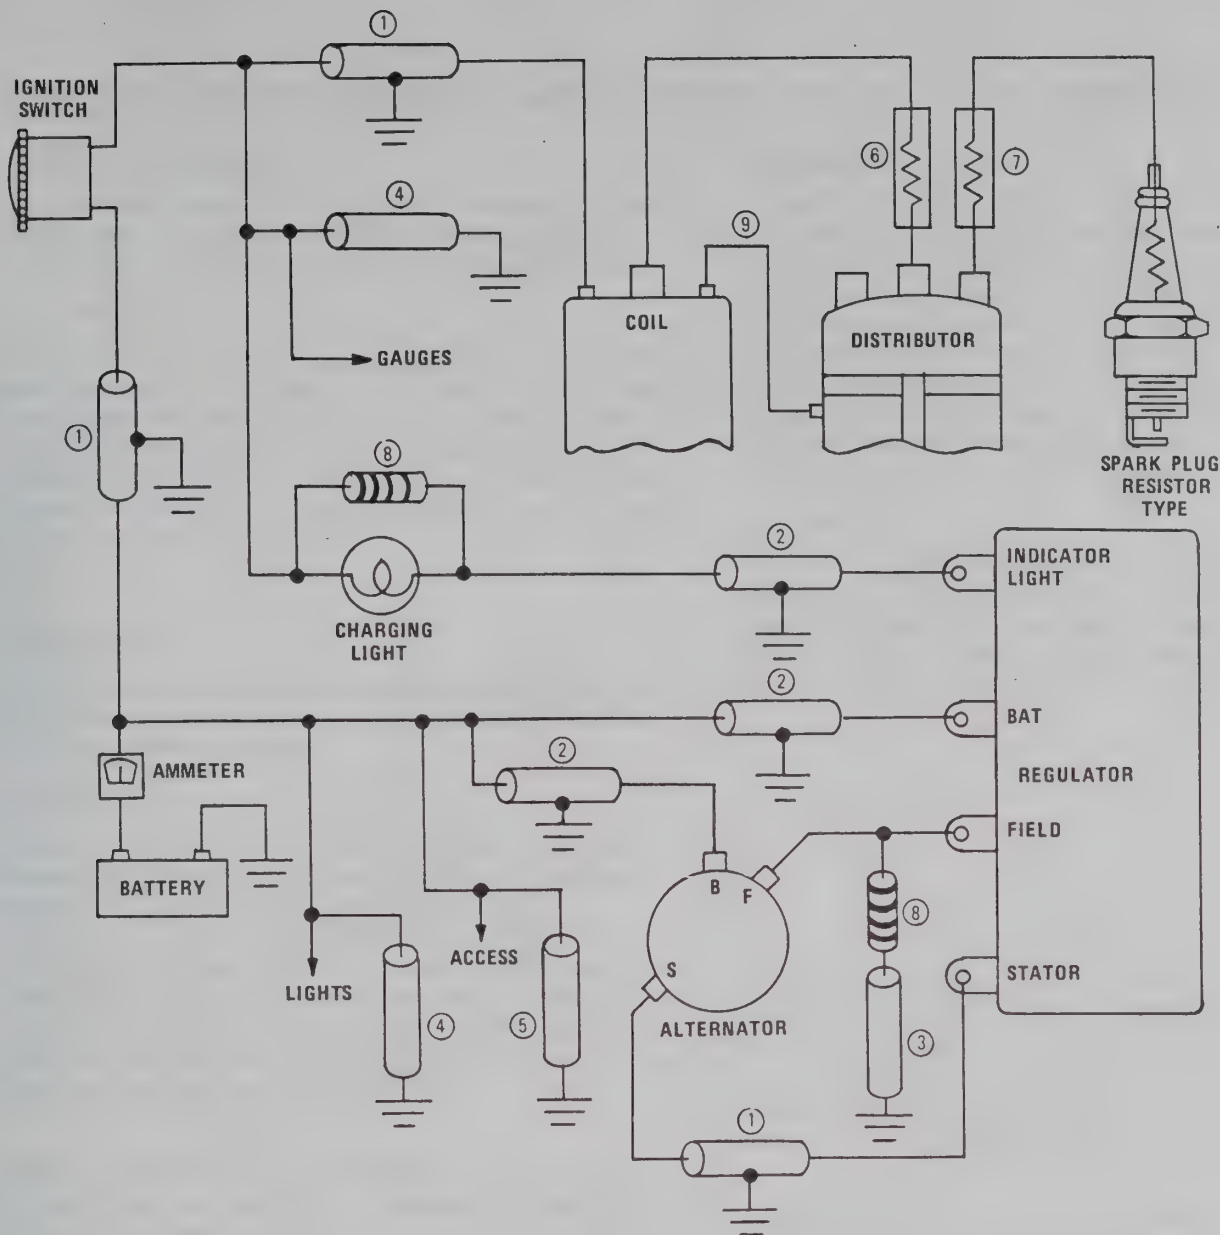 ①
IGNITION
SWITCH
⑥
⑦
④
⑨
COIL
DISTRIBUTOR
GAUGES
①
⑧
SPARK PLUG
RESISTOR
TYPE
②
INDICATOR
LIGHT
CHARGING
LIGHT
②
BAT
②
AMMETER
REGULATOR
FIELD
BATTERY
B
F
⑧
ACCESS
S
STATOR
LIGHTS
④
⑤
ALTERNATOR
③
①